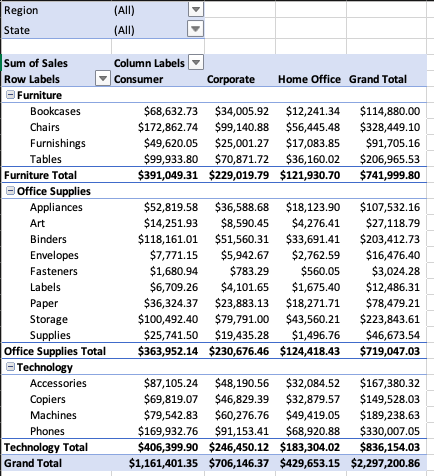 Region (All)
State (All)
Sum of Sales Column Labels
Row Labels Consumer Corporate Home Office Grand Total
Furniture
Bookcases $68,632.73 $34,005.92 $12,241.34 $114,880.00
Chairs $172,862.74 $99,140.88 $56,445.48 $328,449.10
Furnishings $49,620.05 $25,001.27 $17,083.85 $91,705.16
Tables $99,933.80 $70,871.72 $36,160.02 $206,965.53
Furniture Total $391,049.31 $229,019.79 $121,930.70 $741,999.80
Office Supplies
Appliances $52,819.58 $36,588.68 $18,123.90 $107,532.16
Art $14,251.93 $8,590.45 $4,276.41 $27,118.79
Binders $118,161.01 $51,560.31 $33,691.41 $203,412.73
Envelopes $7,771.15 $5,942.67 $2,762.59 $16,476.40
Fasteners $1,680.94 $783.29 $560.05 $3,024.28
Labels $6,709.26 $4,101.65 $1,675.40 $12,486.31
Paper $36,324.37 $23,883.13 $18,271.71 $78,479.21
Storage $100,492.40 $79,791.00 $43,560.21 $223,843.61
Supplies $25,741.50 $19,435.28 $1,496.76 $46,673.54
Office Supplies Total $363,952.14 $230,676.46 $124,418.43 $719,047.03
Technology
Accessories $87,105.24 $48,190.56 $32,084.52 $167,380.32
Copiers $69,819.07 $46,829.39 $32,879.57 $149,528.03
Machines $79,542.83 $60,276.76 $49,419.05 $189,238.63
Phones $169,932.76 $91,153.41 $68,920.88 $330,007.05
Technology Total $406,399.90 $246,450.12 $183,304.02 $836,154.03
Grand Total $1,161,401.35 $706,146.37 $429,653.15 $2,297,200.86